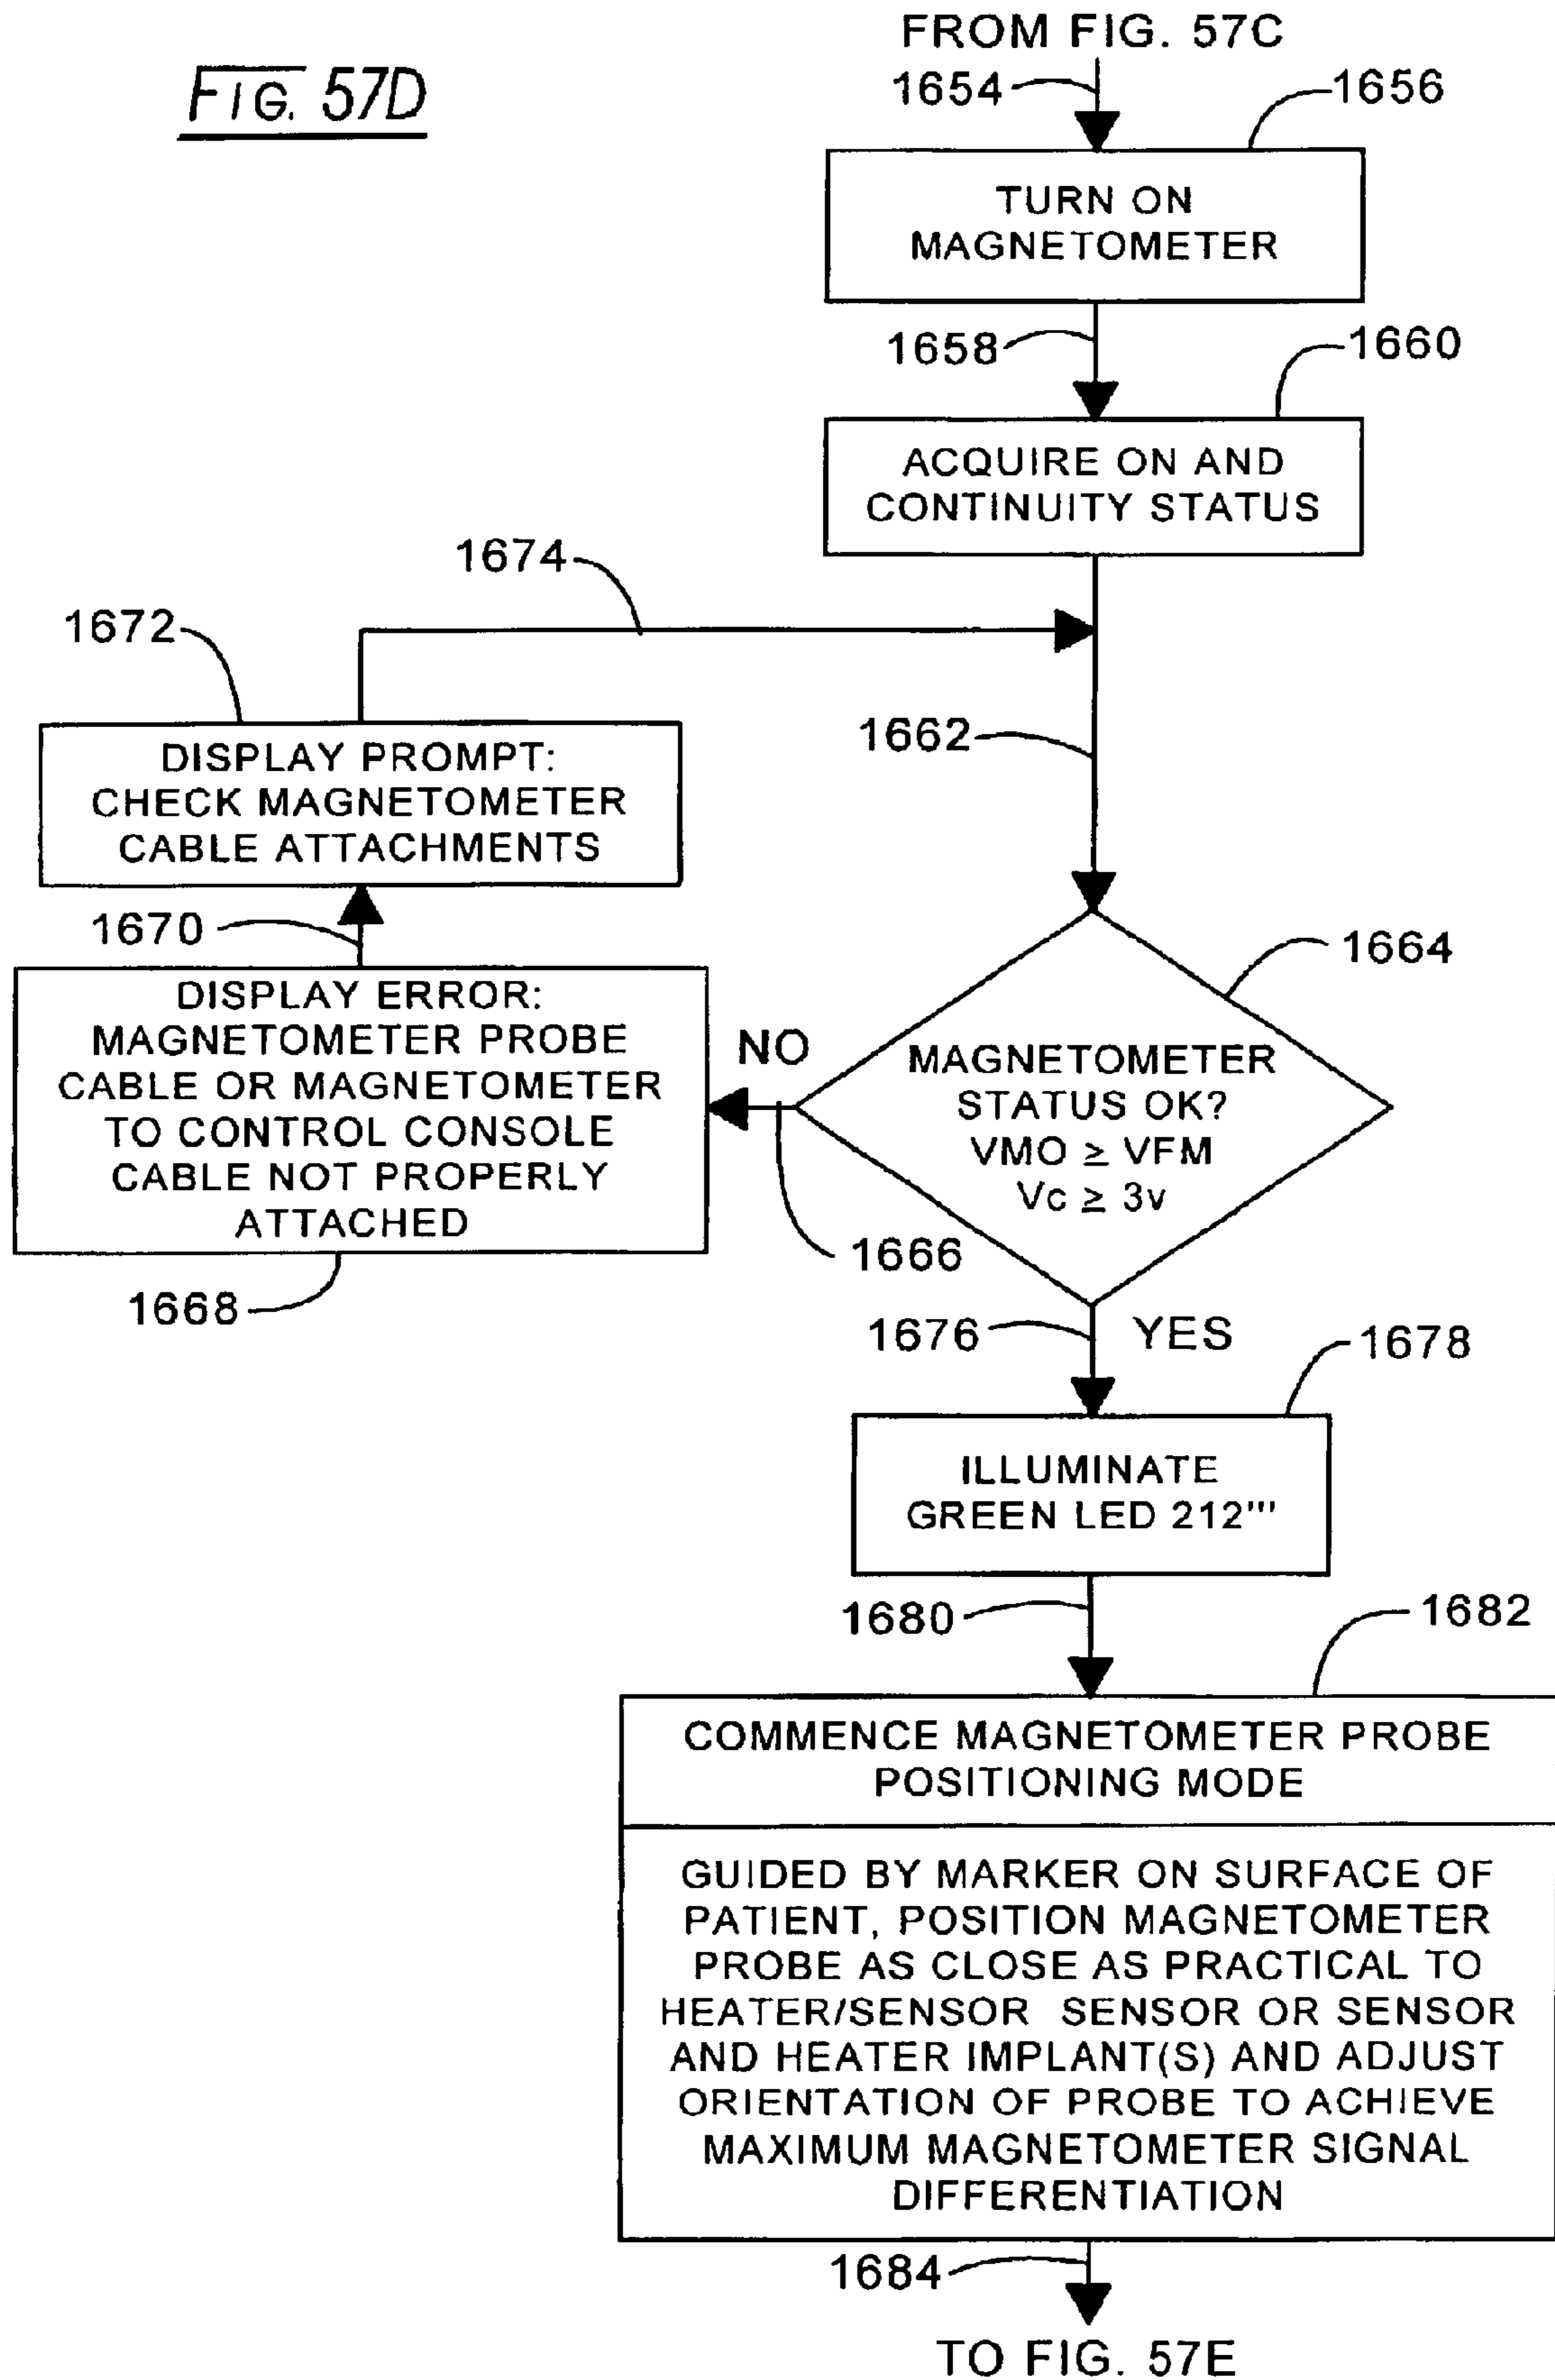 FIG. 57D
FROM FIG. 57C
1654
1656
TURN ON
MAGNETOMETER
1658
1660
ACQUIRE ON AND
CONTINUITY STATUS
1674
1672
1662
DISPLAY PROMPT:
CHECK MAGNETOMETER
CABLE ATTACHMENTS
1670
1664
DISPLAY ERROR:
MAGNETOMETER PROBE
CABLE OR MAGNETOMETER
TO CONTROL CONSOLE
CABLE NOT PROPERLY
ATTACHED
NO
MAGNETOMETER
STATUS OK?
VMO ≥ VFM
Vc ≥ 3v
1666
1668
1676
YES
1678
ILLUMINATE
GREEN LED 212'''
1680
1682
COMMENCE MAGNETOMETER PROBE
POSITIONING MODE
GUIDED BY MARKER ON SURFACE OF
PATIENT, POSITION MAGNETOMETER
PROBE AS CLOSE AS PRACTICAL TO
HEATER/SENSOR SENSOR OR SENSOR
AND HEATER IMPLANT(S) AND ADJUST
ORIENTATION OF PROBE TO ACHIEVE
MAXIMUM MAGNETOMETER SIGNAL
DIFFERENTIATION
1684
TO FIG. 57E